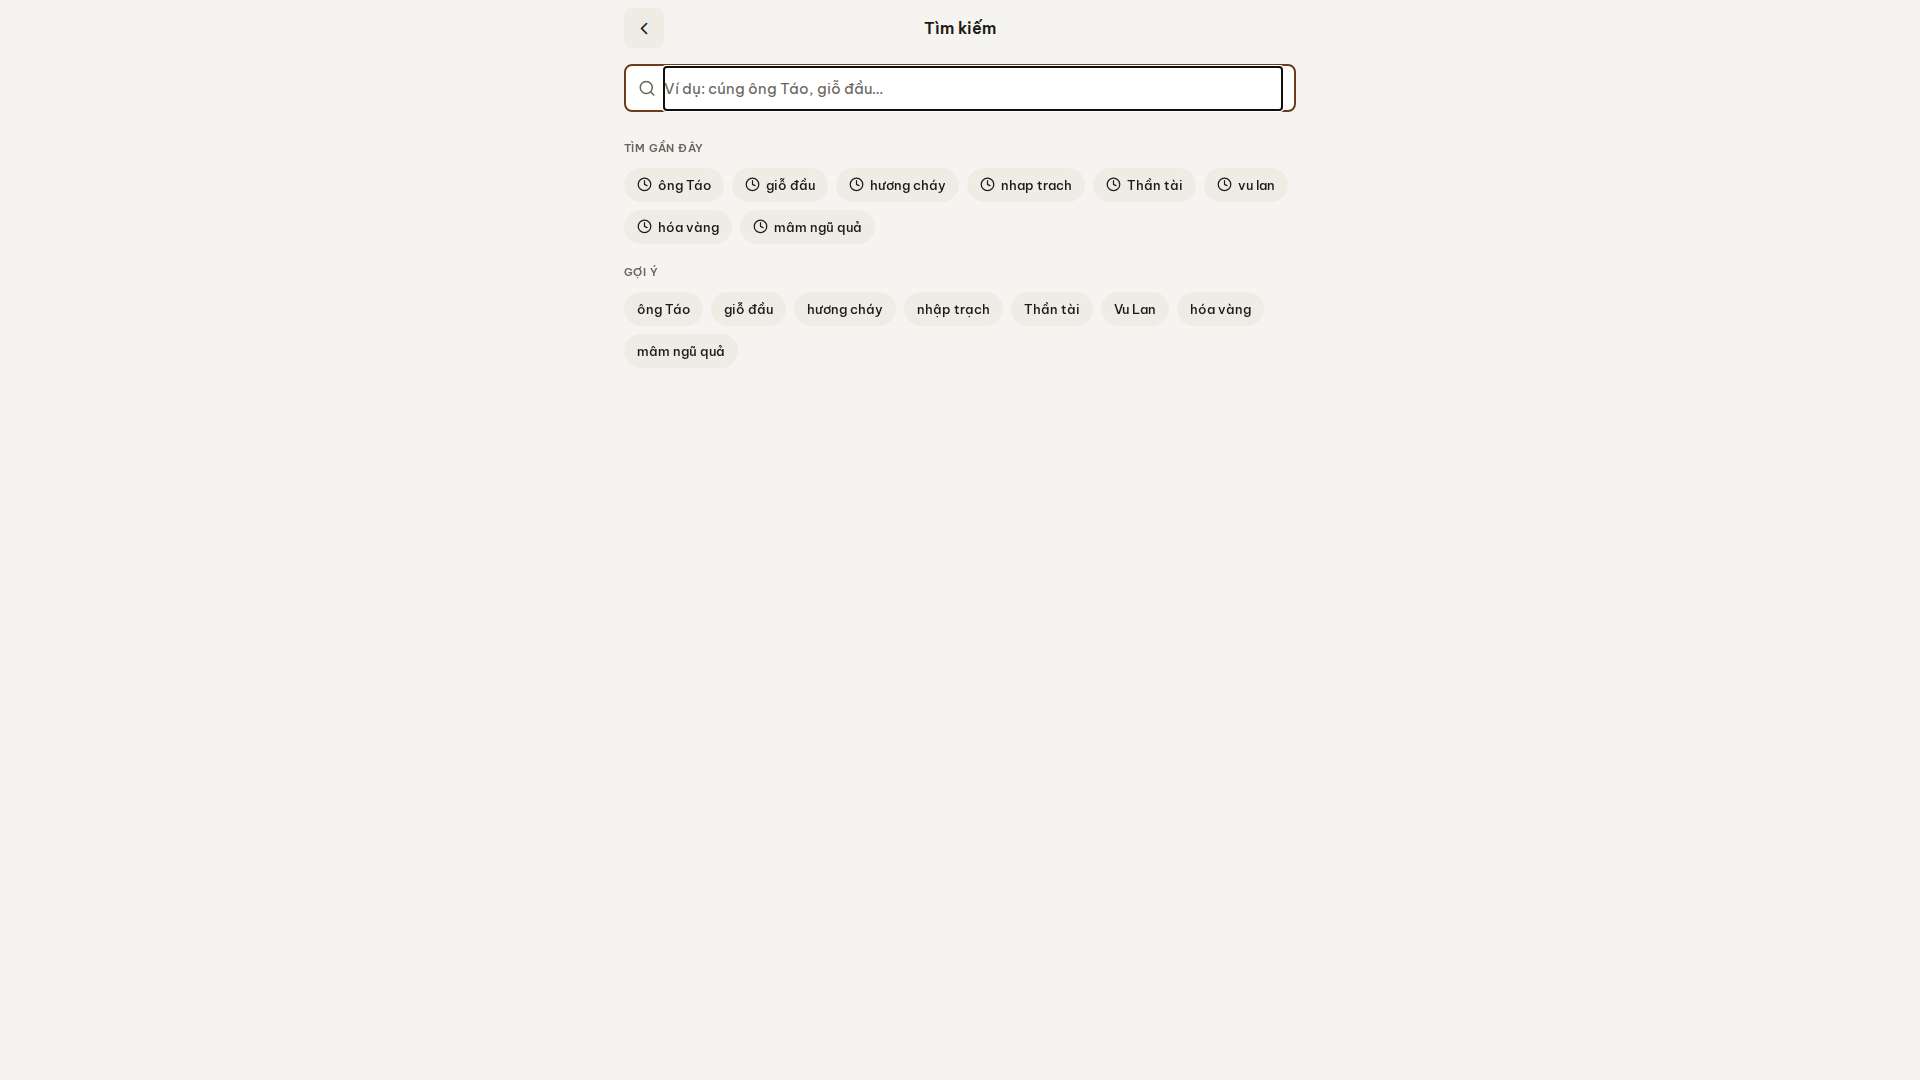 Tìm kiếm
Ví dụ: cúng ông Táo, giỗ đầu...
TÌM GẦN ĐÂY
ông Táo giỗ đầu hương cháy nhap trach Thần tài vu lan
hóa vàng mâm ngũ quả
GỢI Ý
ông Táo giỗ đầu hương cháy nhập trạch Thần tài Vu Lan hóa vàng
mâm ngũ quả